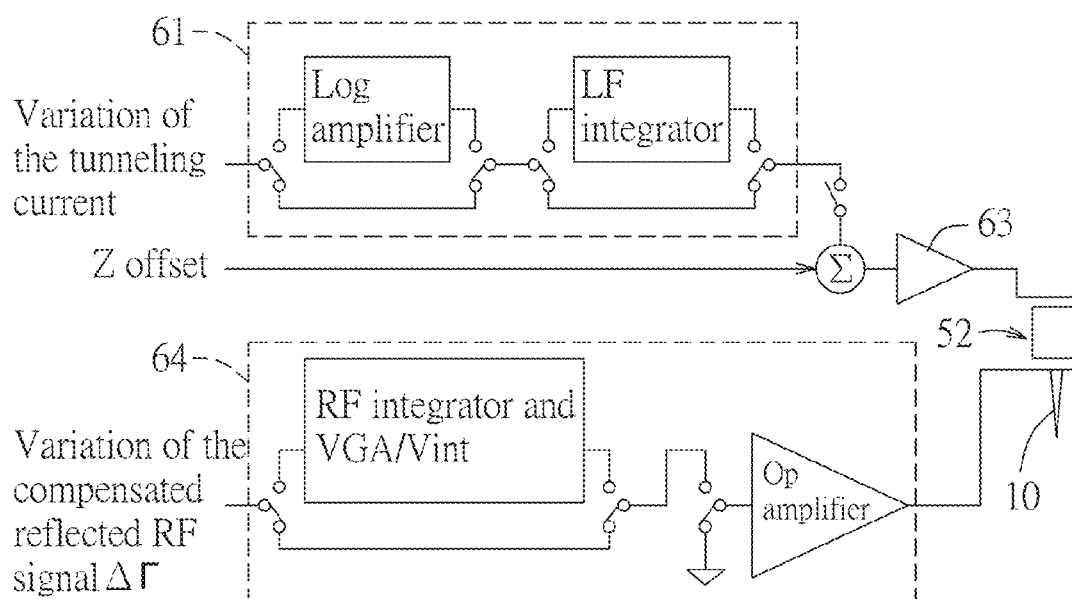 61
Log
amplifier
LF
integrator
Variation of
the tunneling
current
63
Z offset
Σ
52
64
RF integrator and
VGA/Vint
Variation of the
compensated
reflected RF
signal ΔΓ
Op
amplifier
10